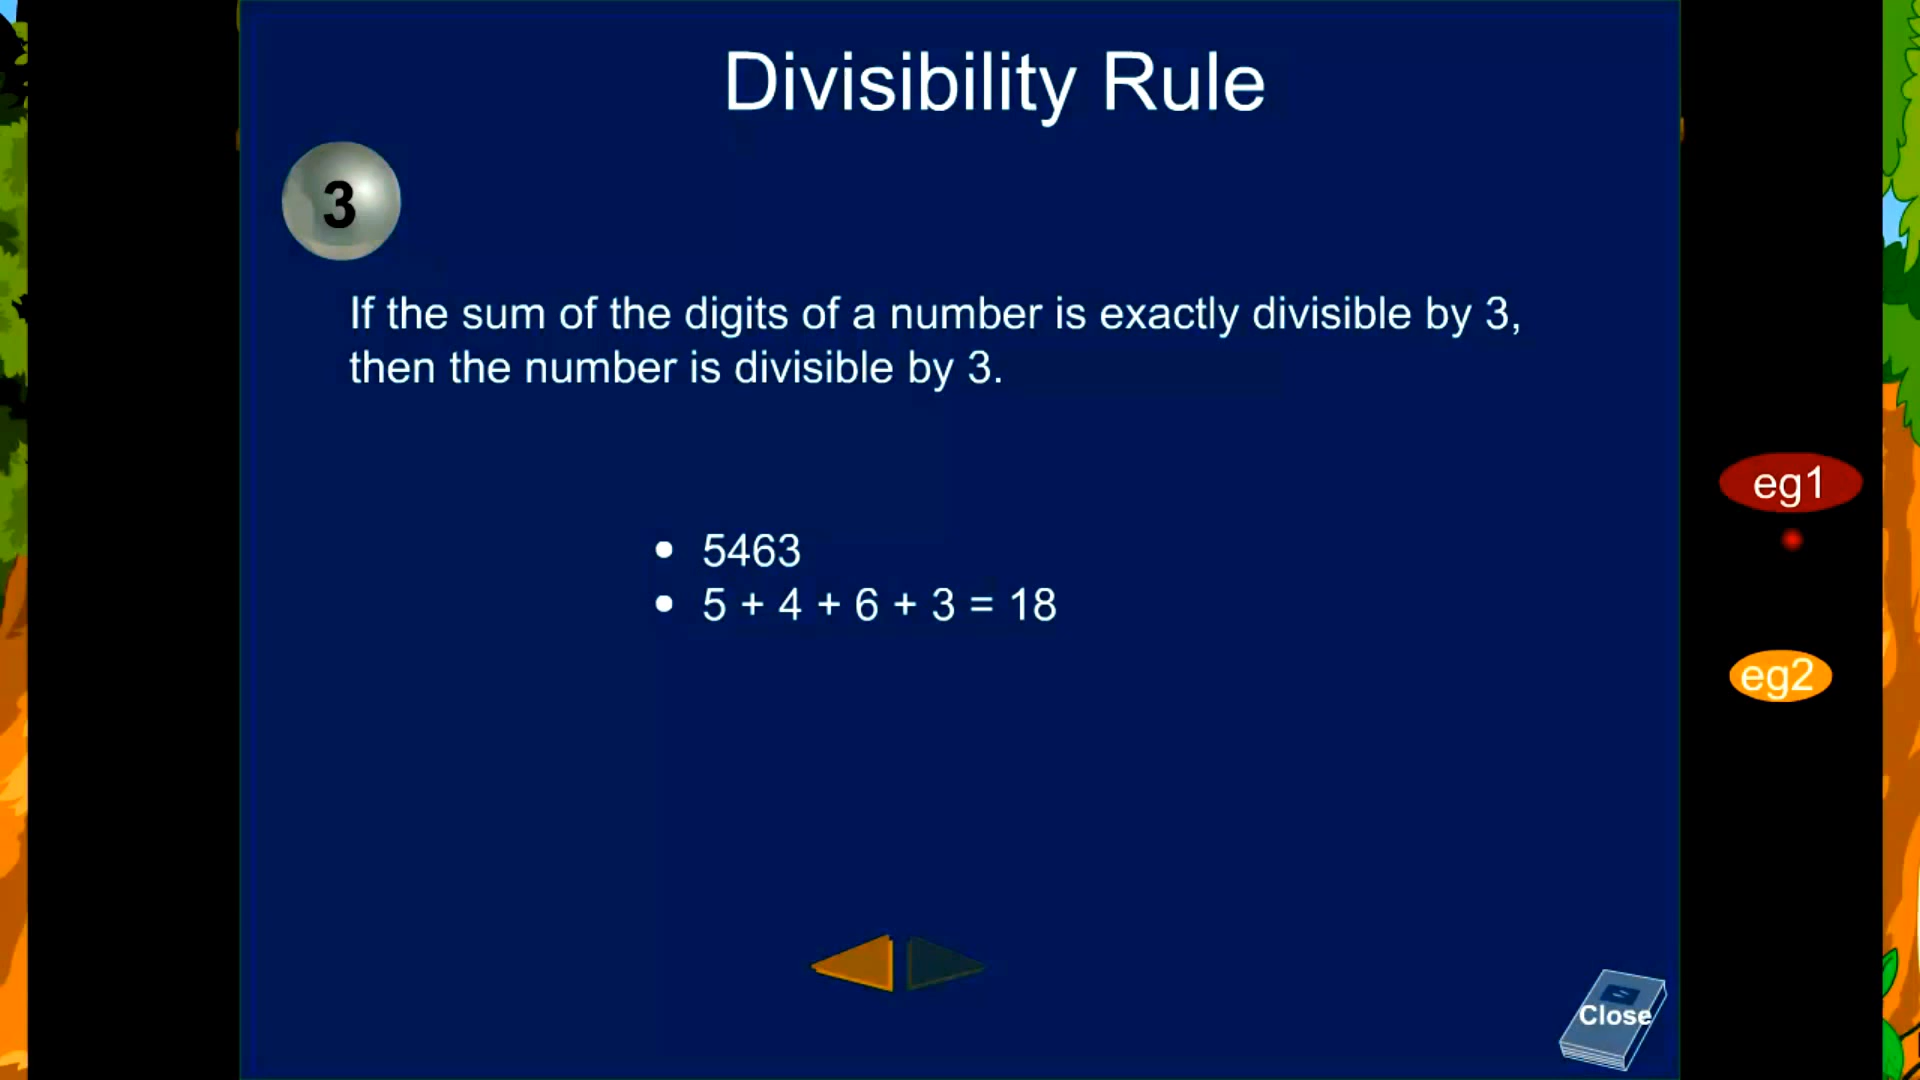 Divisibility Rule
3
If the sum of the digits of a number is exactly divisible by 3,
then the number is divisible by 3.
eg1
• 5463
• 5 + 4 + 6 + 3 = 18
eg2
Close